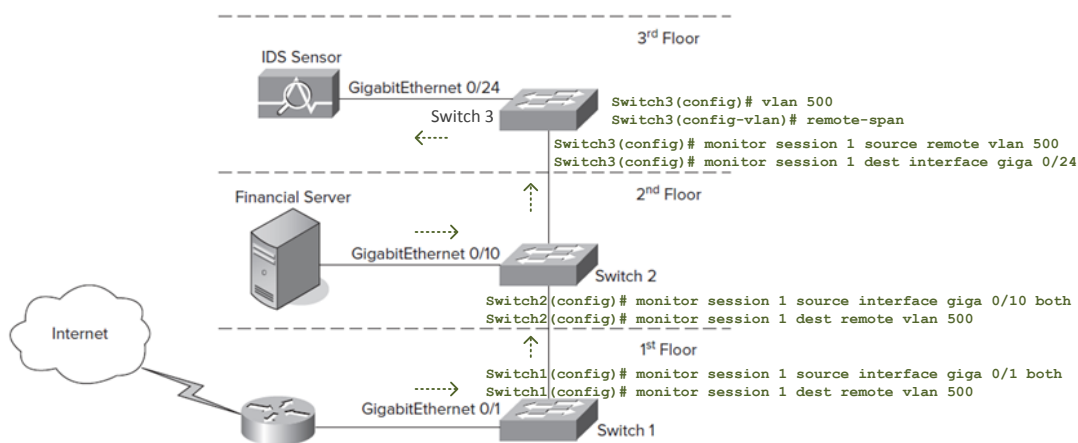 3rd Floor
IDS Sensor
GigabitEthernet 0/24
Switch 3
Switch3(config)# vlan 500
Switch3(config-vlan)# remote-span
Switch3(config)# monitor session 1 source remote vlan 500
Switch3(config)# monitor session 1 dest interface giga 0/24
2nd Floor
Financial Server
GigabitEthernet 0/10
Switch 2
Switch2(config)# monitor session 1 source interface giga 0/10 both
Switch2(config)# monitor session 1 dest remote vlan 500
Internet
1st Floor
Switch1(config)# monitor session 1 source interface giga 0/1 both
Switch1(config)# monitor session 1 dest remote vlan 500
GigabitEthernet 0/1
Switch 1